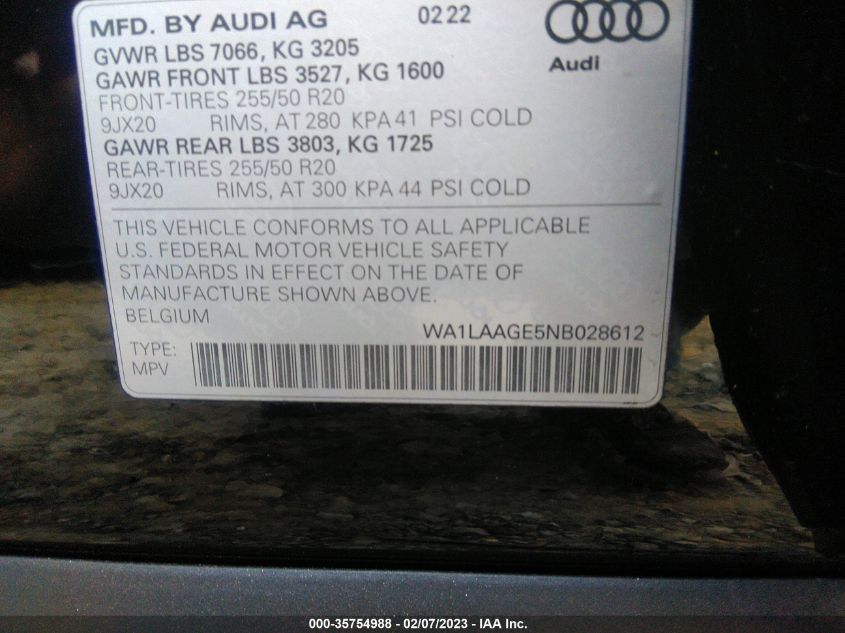 MFD. BY AUDI AG 02 22
Audi
GVWR LBS 7066, KG 3205
GAWR FRONT LBS 3527, KG 1600
FRONT-TIRES 255/50 R20
9JX20 RIMS, AT 280 KPA 41 PSI COLD
GAWR REAR LBS 3803, KG 1725
REAR-TIRES 255/50 R20
9JX20 RIMS, AT 300 KPA 44 PSI COLD
THIS VEHICLE CONFORMS TO ALL APPLICABLE
U.S. FEDERAL MOTOR VEHICLE SAFETY
STANDARDS IN EFFECT ON THE DATE OF
MANUFACTURE SHOWN ABOVE.
BELGIUM
WA1LAAGE5NB028612
TYPE:
MPV
000-35754988 - 02/07/2023 - IAA Inc.